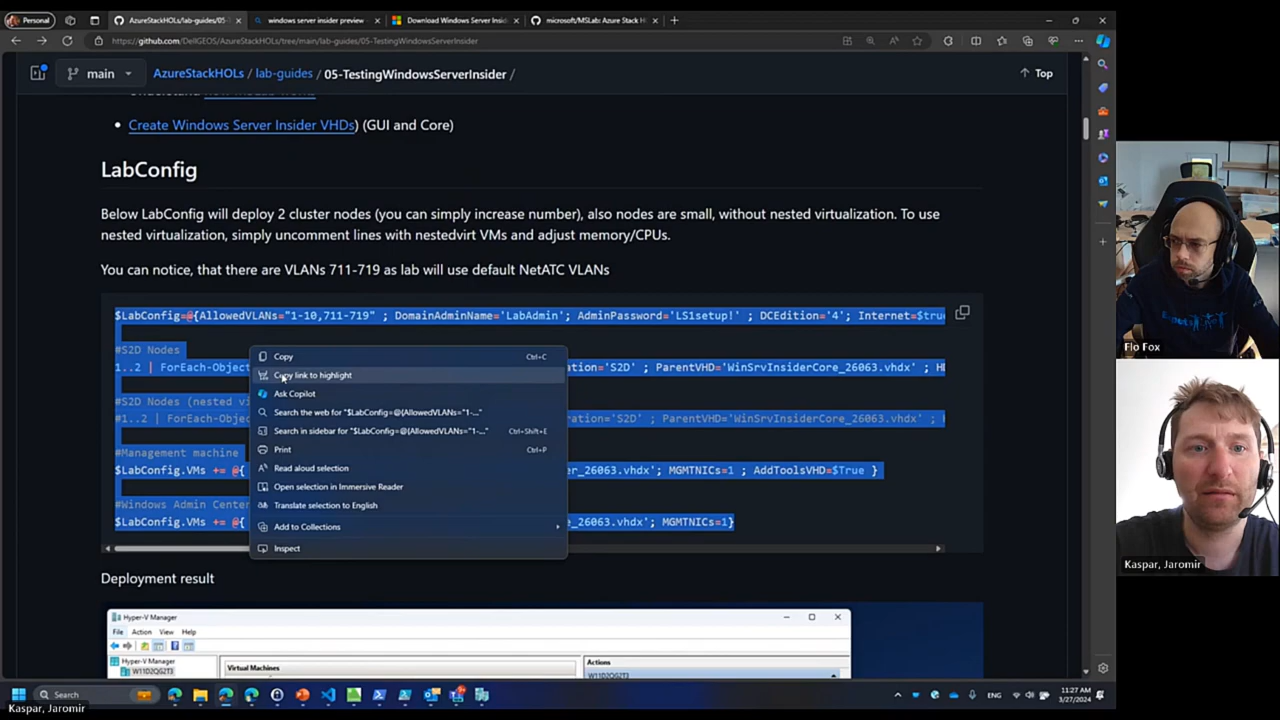 Personal
AzureStackHOLs/lab-guides/05-
windows server insider preview
Download Windows Server Insid
microsoft/MSLab: Azure Stack H
https://github.com/DellGEOS/AzureStackHOLs/tree/main/lab-guides/05-TestingWindowsServerInsider
main
AzureStackHOLs / lab-guides / 05-TestingWindowsServerInsider /
Top
Create Windows Server Insider VHDs) (GUI and Core)
LabConfig
Below LabConfig will deploy 2 cluster nodes (you can simply increase number), also nodes are small, without nested virtualization. To use
nested virtualization, simply uncomment lines with nestedvirt VMs and adjust memory/CPUs.
You can notice, that there are VLANs 711-719 as lab will use default NetATC VLANs
$LabConfig=@{AllowedVLANs="1-10,711-719" ; DomainAdminName='LabAdmin'; AdminPassword='LS1setup!' ; DCEdition='4'; Internet=$true
#S2D Nodes
1..2 | ForEach-Object
ion='S2D' ; ParentVHD='WinSrvInsiderCore_26063.vhdx' ; H
#S2D Nodes (nested vi
#1..2 | ForEach-Objec
tion='S2D' ; ParentVHD='WinSrvInsiderCore_26063.vhdx' ; H
#Management machine
$LabConfig.VMs += @{
e_26063.vhdx'; MGMTNICs=1 ; AddToolsVHD=$True }
#Windows Admin Center
$LabConfig.VMs += @{
e_26063.vhdx'; MGMTNICs=1}
Copy Ctrl+C
Copy link to highlight
Ask Copilot
Search the web for "$LabConfig=@{AllowedVLANs="1-..."
Search in sidebar for "$LabConfig=@{AllowedVLANs="1-..." Ctrl+Shift+E
Print Ctrl+P
Read aloud selection
Open selection in Immersive Reader
Translate selection to English
Add to Collections
Inspect
Deployment result
Hyper-V Manager
File Action View Help
Hyper-V Manager
W11D2QG2T3
Virtual Machines
Actions
W11D2QG2T3
Flo Fox
Kaspar, Jaromir
Search
ENG
11:27 AM
3/27/2024
Kaspar, Jaromir